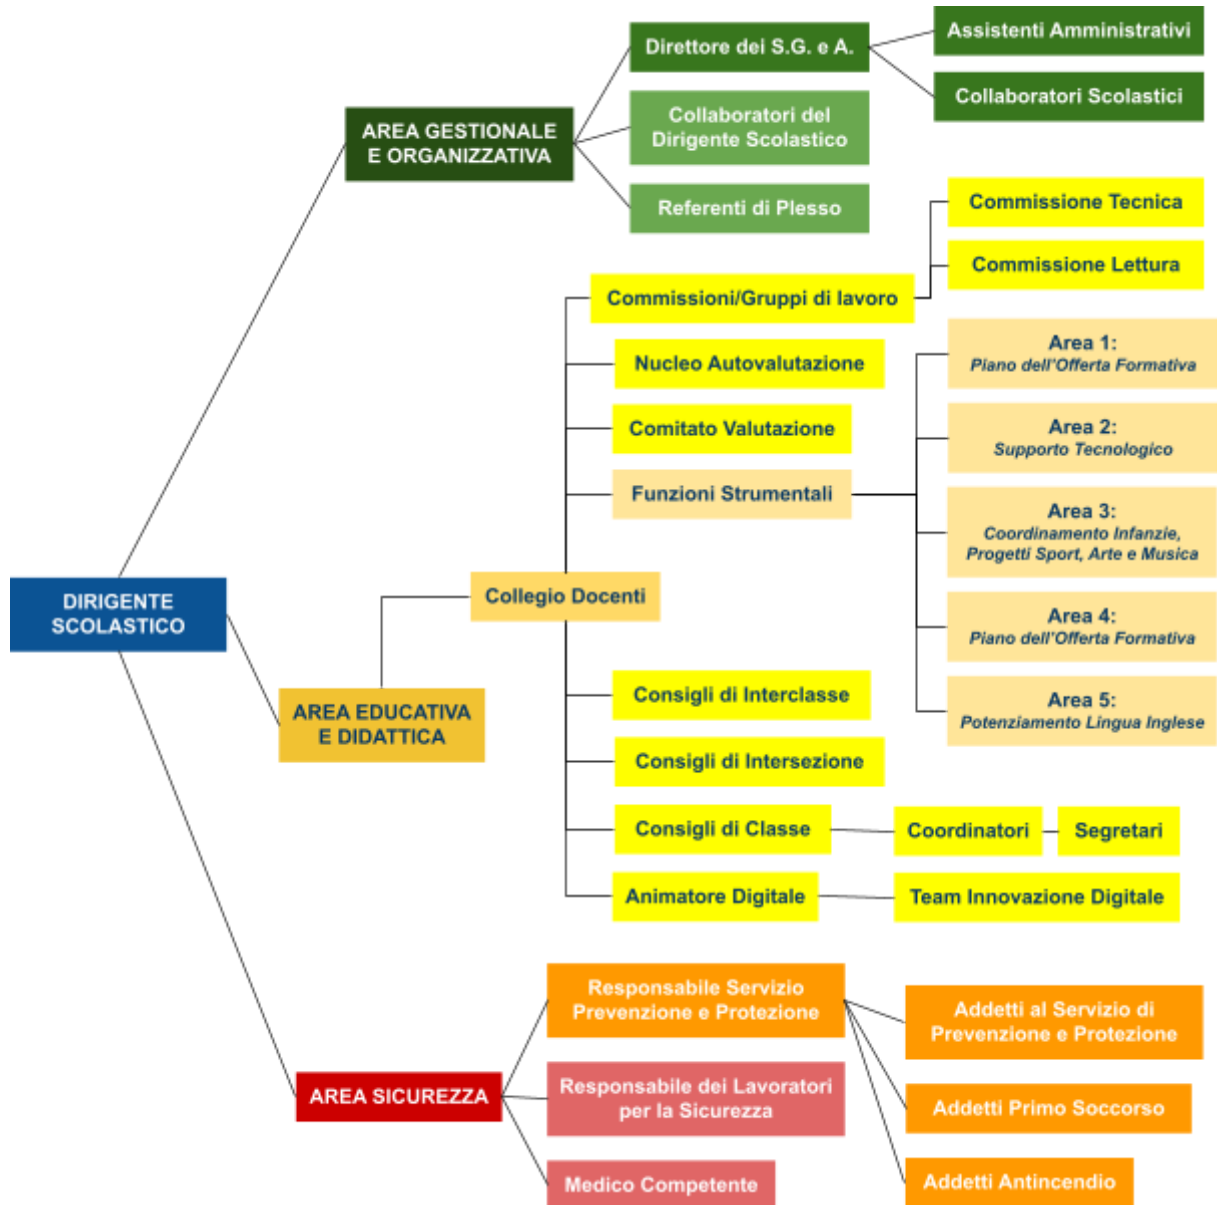 Direttore dei S.G. e A.
Assistenti Amministrativi
Collaboratori Scolastici
AREA GESTIONALE
E ORGANIZZATIVA
Collaboratori del
Dirigente Scolastico
Referenti di Plesso
Commissione Tecnica
Commissione Lettura
Commissioni/Gruppi di lavoro
Nucleo Autovalutazione
Comitato Valutazione
Funzioni Strumentali
Area 1:
Piano dell'Offerta Formativa
Area 2:
Supporto Tecnologico
Area 3:
Coordinamento Infanzie,
Progetti Sport, Arte e Musica
Area 4:
Piano dell'Offerta Formativa
Area 5:
Potenziamento Lingua Inglese
DIRIGENTE
SCOLASTICO
Collegio Docenti
AREA EDUCATIVA
E DIDATTICA
Consigli di Interclasse
Consigli di Intersezione
Consigli di Classe
Coordinatori
Segretari
Animatore Digitale
Team Innovazione Digitale
Responsabile Servizio
Prevenzione e Protezione
Addetti al Servizio di
Prevenzione e Protezione
AREA SICUREZZA
Responsabile dei Lavoratori
per la Sicurezza
Addetti Primo Soccorso
Medico Competente
Addetti Antincendio